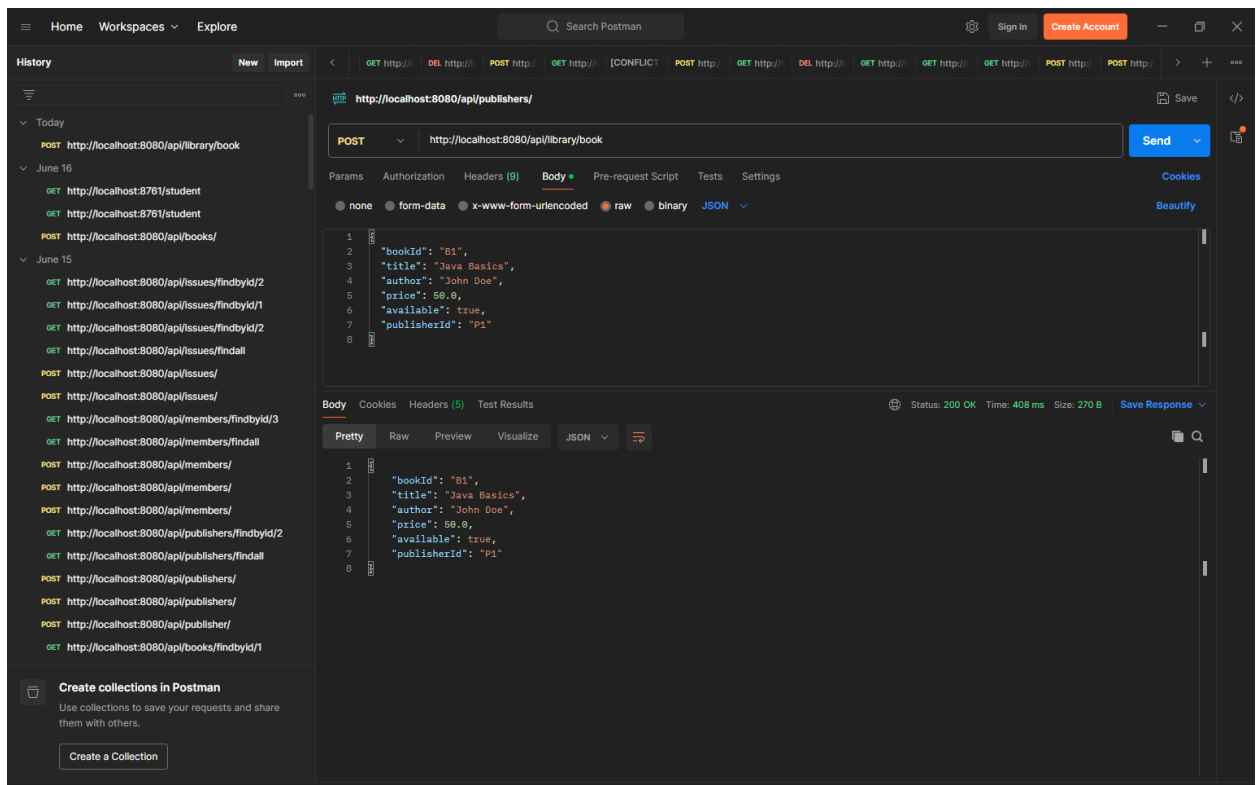 Home Workspaces Explore Search Postman Sign In Create Account
History New Import
GET http:// DEL http:// POST http:/ GET http:// [CONFLICT POST http:/ GET http:// DEL http:// GET http:// GET http:// GET http:// POST http:/ POST http:/
HTTP http://localhost:8080/api/publishers/ Save
Today
POST http://localhost:8080/api/library/book
June 16
GET http://localhost:8761/student
GET http://localhost:8761/student
POST http://localhost:8080/api/books/
June 15
GET http://localhost:8080/api/issues/findbyid/2
GET http://localhost:8080/api/issues/findbyid/1
GET http://localhost:8080/api/issues/findbyid/2
GET http://localhost:8080/api/issues/findall
POST http://localhost:8080/api/issues/
POST http://localhost:8080/api/issues/
GET http://localhost:8080/api/members/findbyid/3
GET http://localhost:8080/api/members/findall
POST http://localhost:8080/api/members/
POST http://localhost:8080/api/members/
POST http://localhost:8080/api/members/
GET http://localhost:8080/api/publishers/findbyid/2
GET http://localhost:8080/api/publishers/findall
POST http://localhost:8080/api/publishers/
POST http://localhost:8080/api/publishers/
POST http://localhost:8080/api/publisher/
GET http://localhost:8080/api/books/findbyid/1
Create collections in Postman
Use collections to save your requests and share
them with others.
Create a Collection
POST http://localhost:8080/api/library/book Send
Params Authorization Headers (9) Body Pre-request Script Tests Settings Cookies
none form-data x-www-form-urlencoded raw binary JSON Beautify
1 {
2 "bookId": "B1",
3 "title": "Java Basics",
4 "author": "John Doe",
5 "price": 50.0,
6 "available": true,
7 "publisherId": "P1"
8 }
Body Cookies Headers (5) Test Results Status: 200 OK Time: 408 ms Size: 270 B Save Response
Pretty Raw Preview Visualize JSON
1 {
2 "bookId": "B1",
3 "title": "Java Basics",
4 "author": "John Doe",
5 "price": 50.0,
6 "available": true,
7 "publisherId": "P1"
8 }